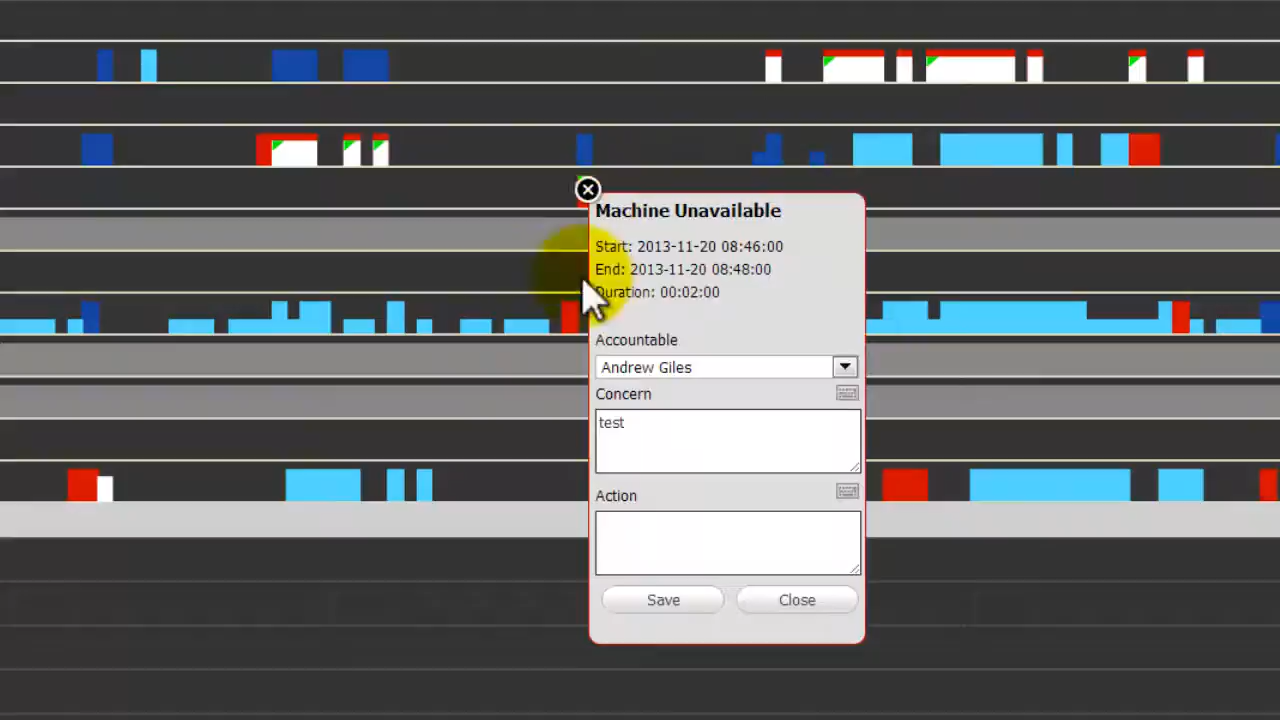 Machine Unavailable
Start: 2013-11-20 08:46:00
End: 2013-11-20 08:48:00
Duration: 00:02:00
Accountable
Andrew Giles
Concern
test
Action
Save
Close